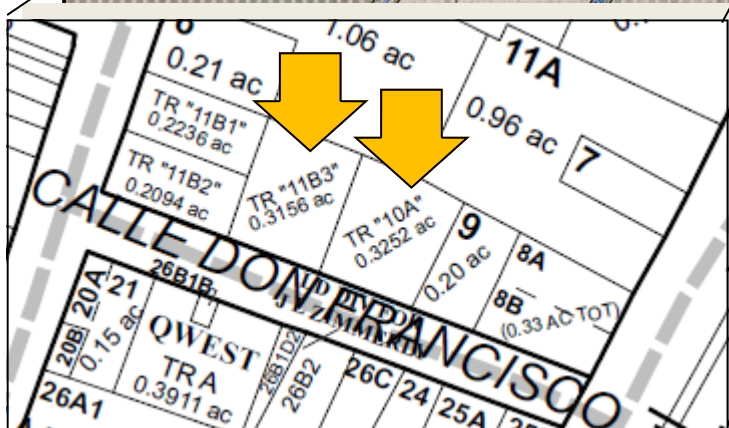 0.21 ac
1.06 ac
11A
0.96 ac
7
TR "11B1"
0.2236 ac
TR "11B2"
0.2094 ac
TR "11B3"
0.3156 ac
TR "10A"
0.3252 ac
9
0.20 ac
8A
8B
(0.33 AC TOT)
CALLE DON FRANCISCO
26B1B
20A
21
20B
0.15 ac
QWEST
TR A
0.3911 ac
26B1D2
26B2
26C
24
25A
26A1